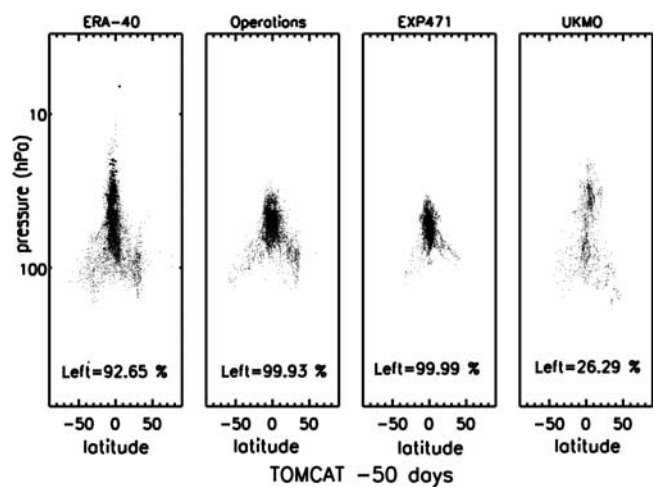 ERA-40 Operations EXP471 UKMO
10
pressure (hPa)
100
Left=92.65 % Left=99.93 % Left=99.99 % Left=26.29 %
-50 0 50 -50 0 50 -50 0 50 -50 0 50
latitude latitude latitude latitude
TOMCAT -50 days